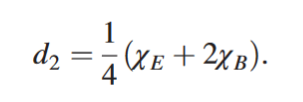 d₂ = 1/4 (χ_E + 2χ_B).